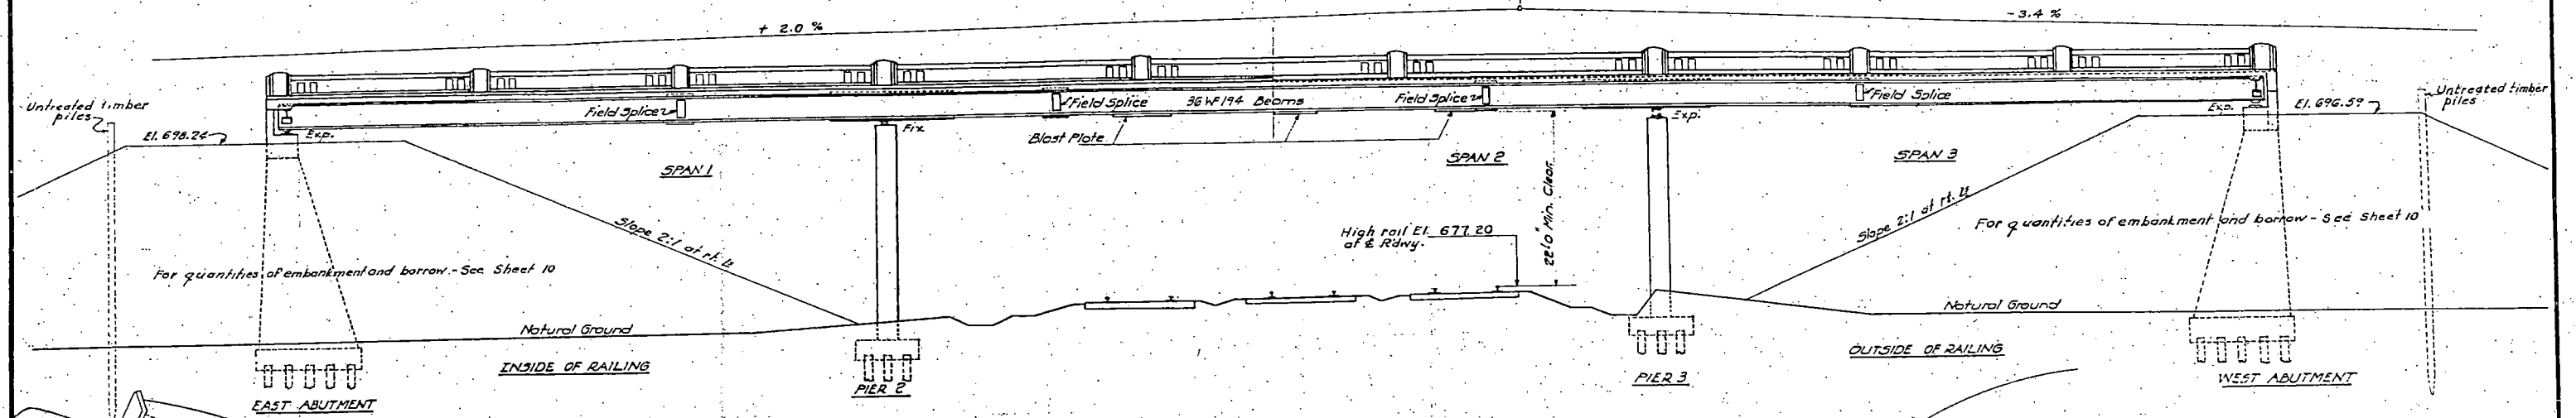 + 2.0 %
- 3.4 %
Untreated timber
piles
El. 698.24
Exp.
Field Splice
Fix
Field Splice
36 WF 194 Beams
Field Splice
Exp.
Field Splice
Exp.
El. 696.59
Untreated timber
piles
Blast Plate
SPAN 1
SPAN 2
SPAN 3
22'-0" Min. Clear.
Slope 2:1 at rt. L's
High rail El. 677.20
at ℄ Rdwy.
Slope 2:1 at rt. L's
For quantities of embankment and borrow - See Sheet 10
For quantities of embankment and borrow - See Sheet 10
Natural Ground
Natural Ground
INSIDE OF RAILING
OUTSIDE OF RAILING
EAST ABUTMENT
PIER 2
PIER 3
WEST ABUTMENT